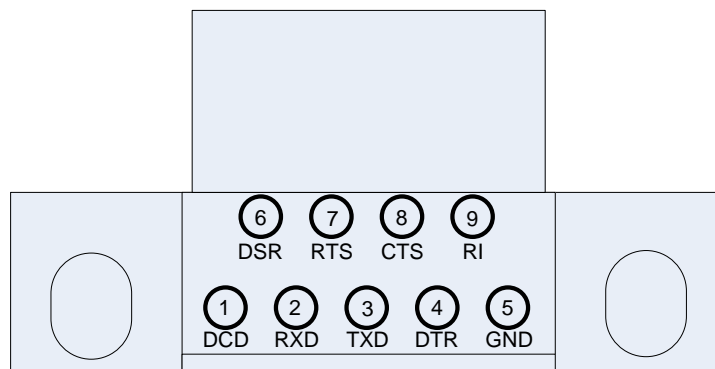 6 7 8 9
DSR RTS CTS RI
1 2 3 4 5
DCD RXD TXD DTR GND